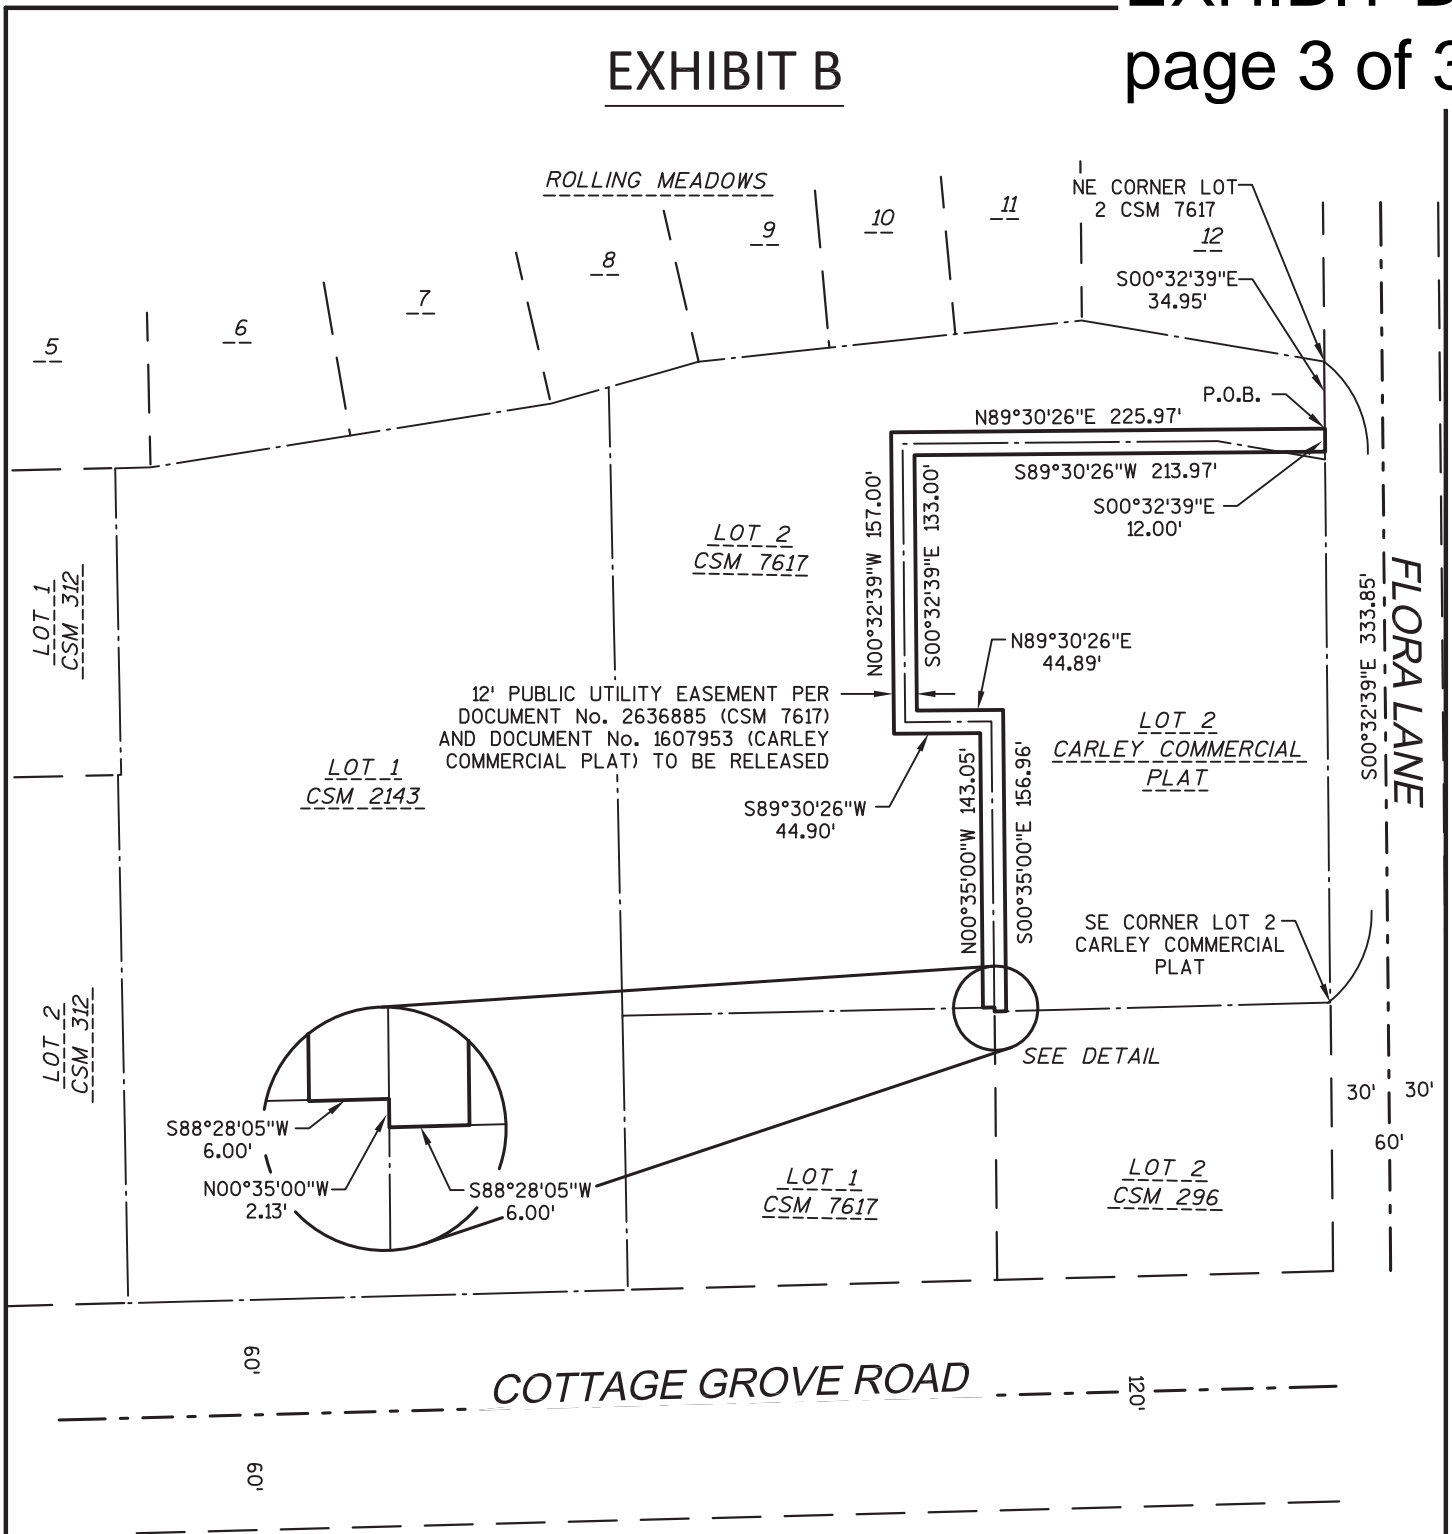 EXHIBIT B
page 3 of 3
EXHIBIT B
ROLLING MEADOWS
5
6
7
8
9
10
11
12
NE CORNER LOT
2 CSM 7617
S00°32'39"E
34.95'
P.O.B.
N89°30'26"E 225.97'
S89°30'26"W 213.97'
S00°32'39"E
12.00'
N00°32'39"W 157.00'
S00°32'39"E 133.00'
LOT 2
CSM 7617
LOT 1
CSM 312
N89°30'26"E
44.89'
12' PUBLIC UTILITY EASEMENT PER
DOCUMENT No. 2636885 (CSM 7617)
AND DOCUMENT No. 1607953 (CARLEY
COMMERCIAL PLAT) TO BE RELEASED
LOT 1
CSM 2143
S89°30'26"W
44.90'
LOT 2
CARLEY COMMERCIAL
PLAT
S00°32'39"E 333.85'
FLORA LANE
N00°35'00"W 143.05'
S00°35'00"E 156.96'
SE CORNER LOT 2
CARLEY COMMERCIAL
PLAT
LOT 2
CSM 312
SEE DETAIL
S88°28'05"W
6.00'
N00°35'00"W
2.13'
S88°28'05"W
6.00'
LOT 1
CSM 7617
LOT 2
CSM 296
30'
30'
60'
60'
COTTAGE GROVE ROAD
120'
60'